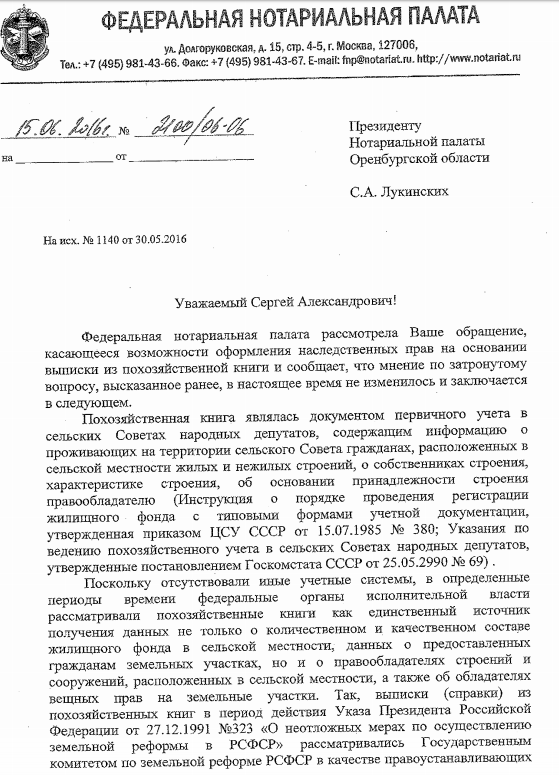 ФЕДЕРАЛЬНАЯ НОТАРИАЛЬНАЯ ПАЛАТА
ул. Долгоруковская, д. 15, стр. 4-5, г. Москва, 127006,
Тел.: +7 (495) 981-43-66. Факс: +7 (495) 981-43-67. E-mail: fnp@notariat.ru. http://www.notariat.ru
15.06.2016г. № 2100/06-06
на от
Президенту
Нотариальной палаты
Оренбургской области
С.А. Лукинских
На исх. № 1140 от 30.05.2016
Уважаемый Сергей Александрович!
Федеральная нотариальная палата рассмотрела Ваше обращение,
касающееся возможности оформления наследственных прав на основании
выписки из похозяйственной книги и сообщает, что мнение по затронутому
вопросу, высказанное ранее, в настоящее время не изменилось и заключается
в следующем.
Похозяйственная книга являлась документом первичного учета в
сельских Советах народных депутатов, содержащим информацию о
проживающих на территории сельского Совета гражданах, расположенных в
сельской местности жилых и нежилых строений, о собственниках строения,
характеристике строения, об основании принадлежности строения
правообладателю (Инструкция о порядке проведения регистрации
жилищного фонда с типовыми формами учетной документации,
утвержденная приказом ЦСУ СССР от 15.07.1985 № 380; Указания по
ведению похозяйственного учета в сельских Советах народных депутатов,
утвержденные постановлением Госкомстата СССР от 25.05.2990 № 69) .
Поскольку отсутствовали иные учетные системы, в определенные
периоды времени федеральные органы исполнительной власти
рассматривали похозяйственные книги как единственный источник
получения данных не только о количественном и качественном составе
жилищного фонда в сельской местности, данных о предоставленных
гражданам земельных участках, но и о правообладателях строений и
сооружений, расположенных в сельской местности, а также об обладателях
вещных прав на земельные участки. Так, выписки (справки) из
похозяйственных книг в период действия Указа Президента Российской
Федерации от 27.12.1991 №323 «О неотложных мерах по осуществлению
земельной реформы в РСФСР» рассматривались Государственным
комитетом по земельной реформе РСФСР в качестве правоустанавливающих